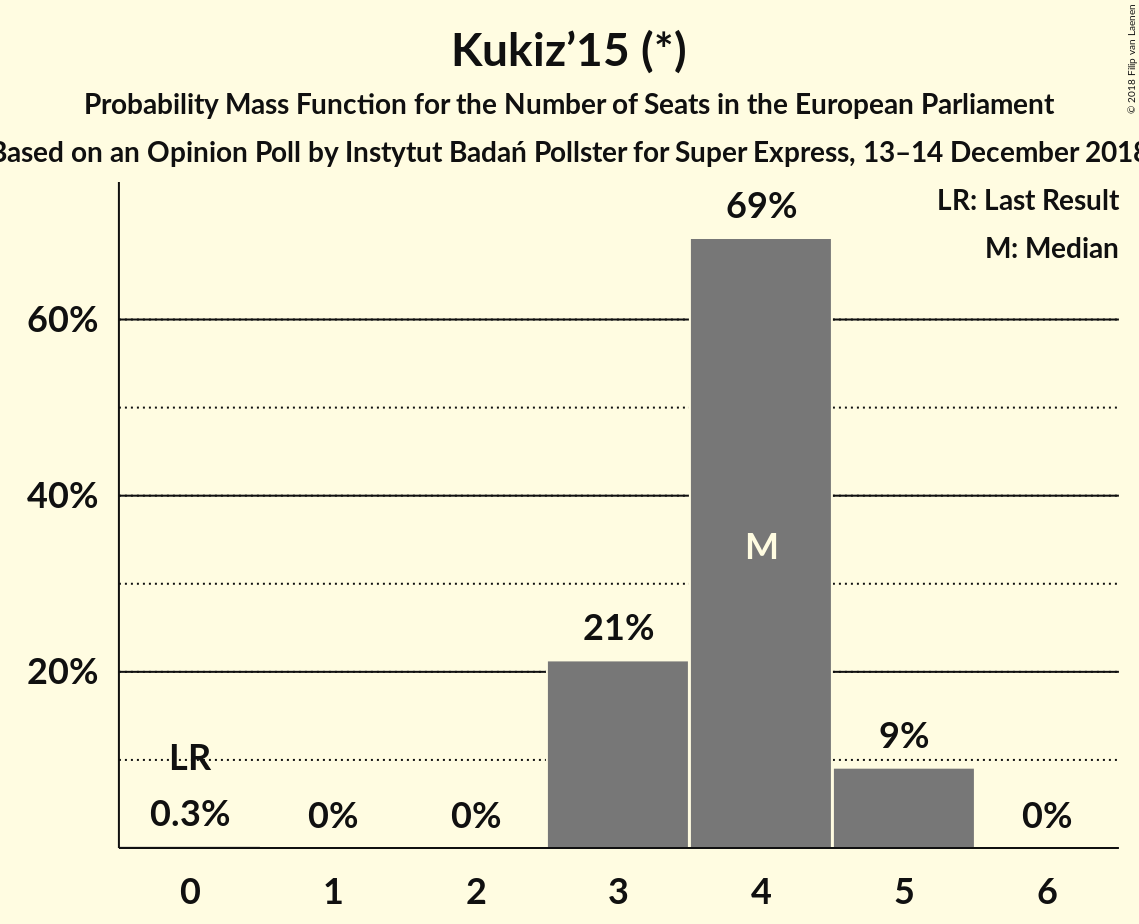 Kukiz’15 (*)
Probability Mass Function for the Number of Seats in the European Parliament
Based on an Opinion Poll by Instytut Badań Pollster for Super Express, 13–14 December 2018
© 2018 Filip van Laenen
LR: Last Result
M: Median
69%
60%
40%
M
21%
20%
9%
LR
0.3%
0%
0%
0%
0
1
2
3
4
5
6